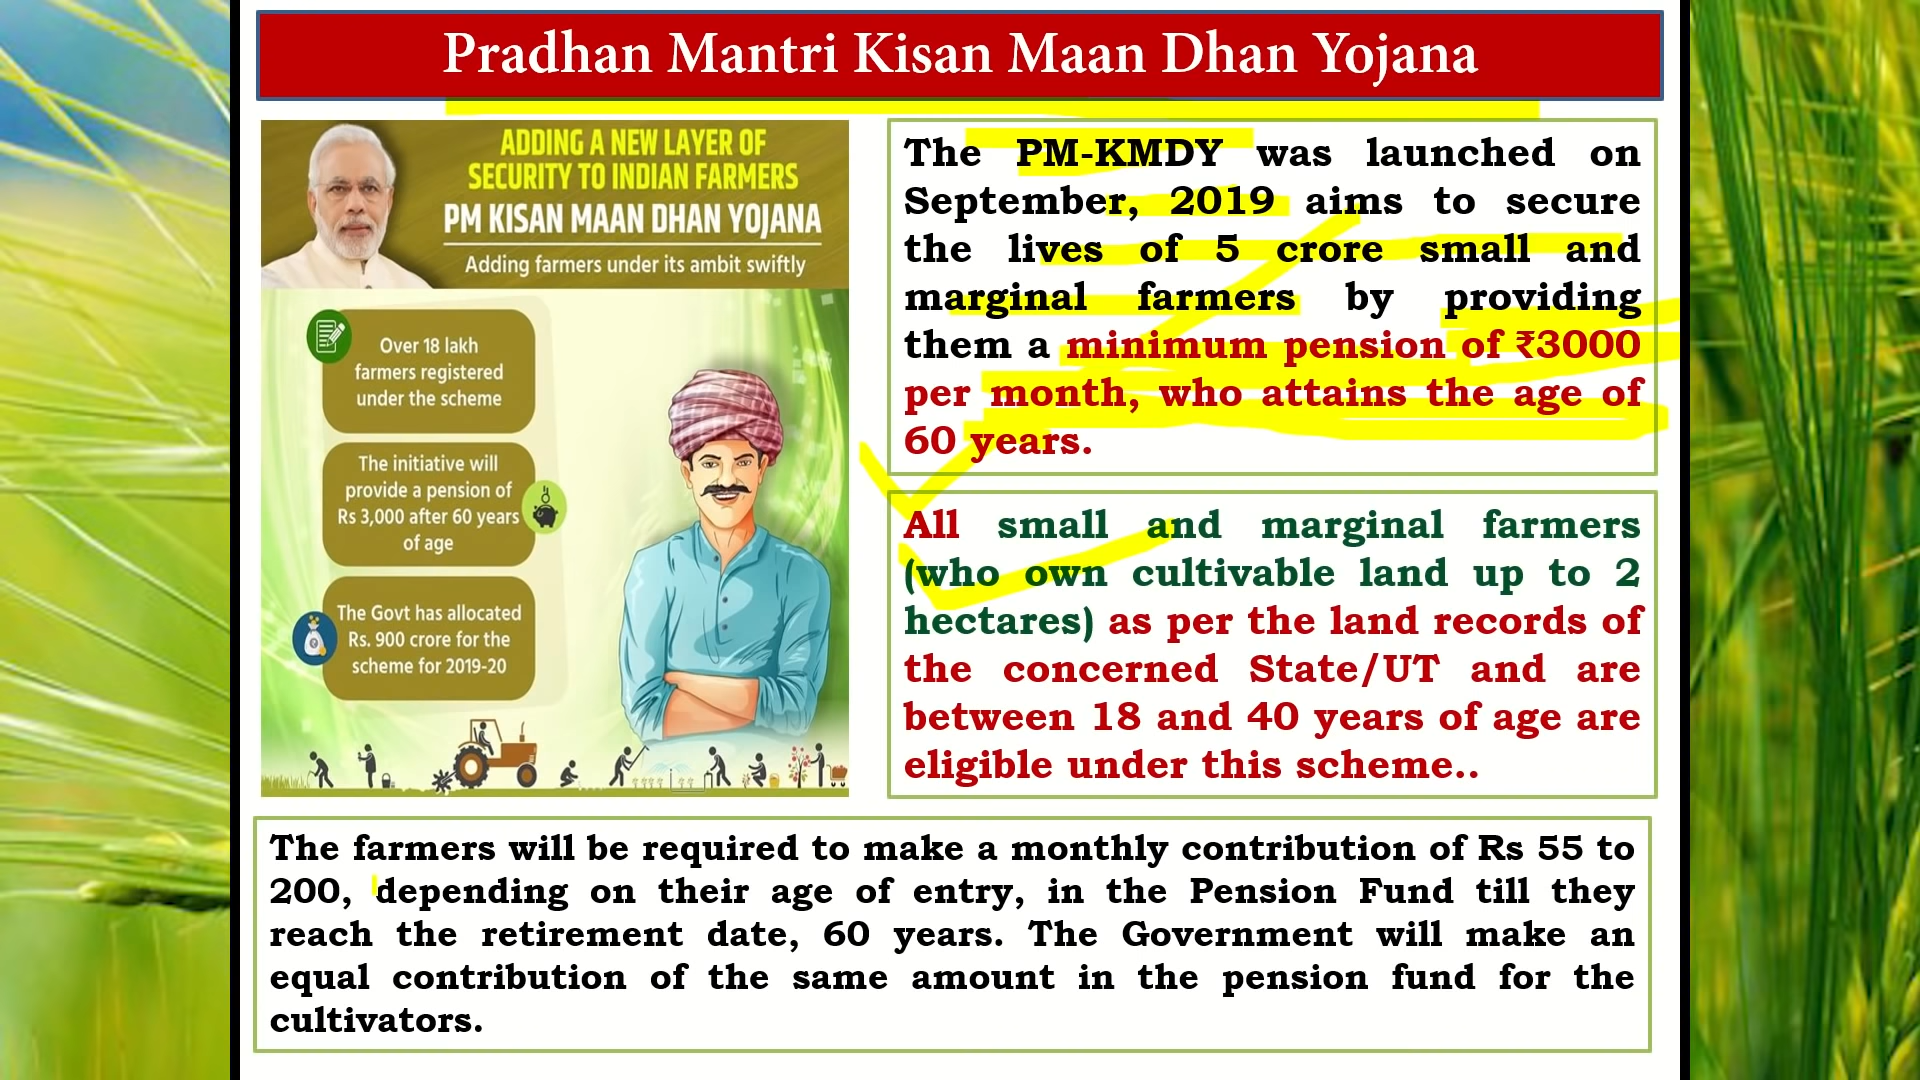 Pradhan Mantri Kisan Maan Dhan Yojana
ADDING A NEW LAYER OF
SECURITY TO INDIAN FARMERS
PM KISAN MAAN DHAN YOJANA
Adding farmers under its ambit swiftly
Over 18 lakh
farmers registered
under the scheme
The initiative will
provide a pension of
Rs 3,000 after 60 years
of age
The Govt has allocated
Rs. 900 crore for the
scheme for 2019-20
The PM-KMDY was launched on
September, 2019 aims to secure
the lives of 5 crore small and
marginal farmers by providing
them a minimum pension of ₹3000
per month, who attains the age of
60 years.
All small and marginal farmers
(who own cultivable land up to 2
hectares) as per the land records of
the concerned State/UT and are
between 18 and 40 years of age are
eligible under this scheme..
The farmers will be required to make a monthly contribution of Rs 55 to
200, depending on their age of entry, in the Pension Fund till they
reach the retirement date, 60 years. The Government will make an
equal contribution of the same amount in the pension fund for the
cultivators.